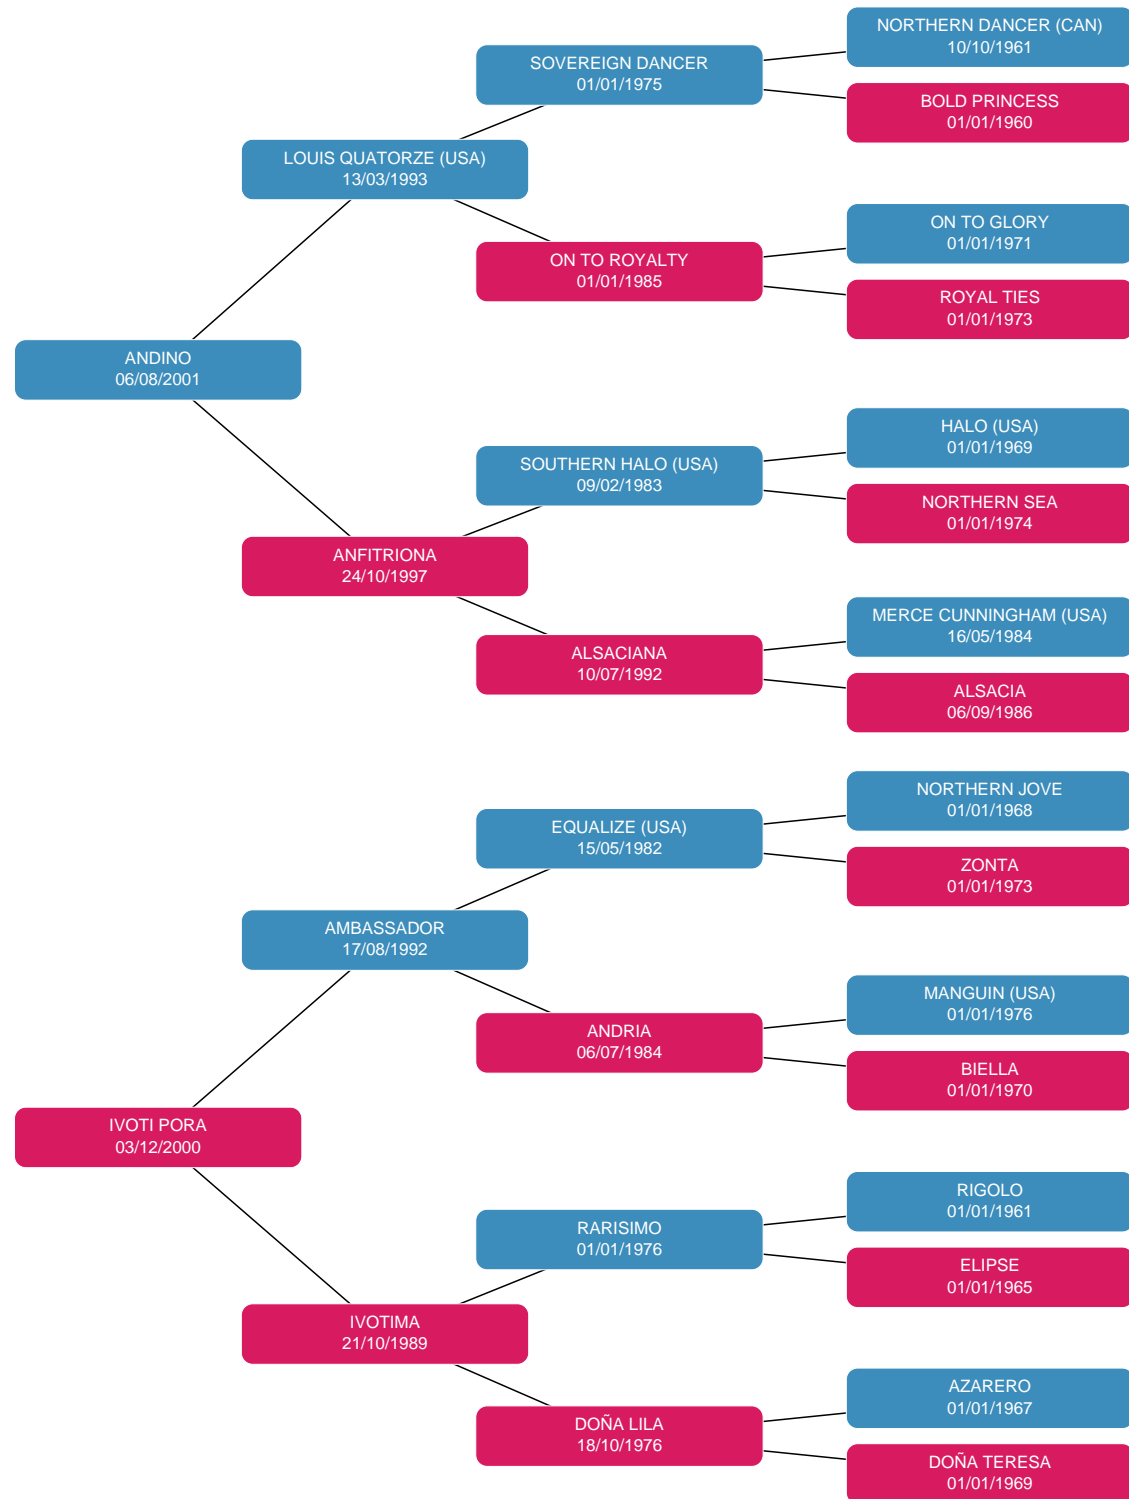 NORTHERN DANCER (CAN)
10/10/1961
SOVEREIGN DANCER
01/01/1975
BOLD PRINCESS
01/01/1960
LOUIS QUATORZE (USA)
13/03/1993
ON TO GLORY
01/01/1971
ON TO ROYALTY
01/01/1985
ROYAL TIES
01/01/1973
ANDINO
06/08/2001
HALO (USA)
01/01/1969
SOUTHERN HALO (USA)
09/02/1983
NORTHERN SEA
01/01/1974
ANFITRIONA
24/10/1997
MERCE CUNNINGHAM (USA)
16/05/1984
ALSACIANA
10/07/1992
ALSACIA
06/09/1986
NORTHERN JOVE
01/01/1968
EQUALIZE (USA)
15/05/1982
ZONTA
01/01/1973
AMBASSADOR
17/08/1992
MANGUIN (USA)
01/01/1976
ANDRIA
06/07/1984
BIELLA
01/01/1970
IVOTI PORA
03/12/2000
RIGOLO
01/01/1961
RARISIMO
01/01/1976
ELIPSE
01/01/1965
IVOTIMA
21/10/1989
AZARERO
01/01/1967
DOÑA LILA
18/10/1976
DOÑA TERESA
01/01/1969